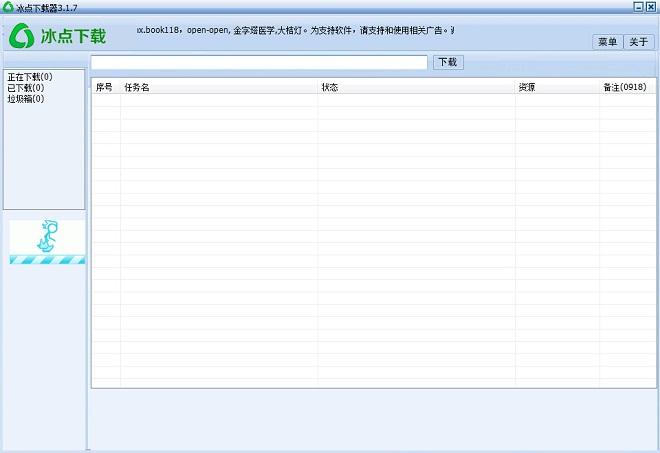 冰点下载器3.1.7
冰点下载
ıx.book118，open-open, 金字塔医学,大桔灯。为支持软件，请支持和使用相关广告。
菜单 关于
下载
正在下载(0)
已下载(0)
垃圾箱(0)
序号 任务名 状态 资源 备注(0918)